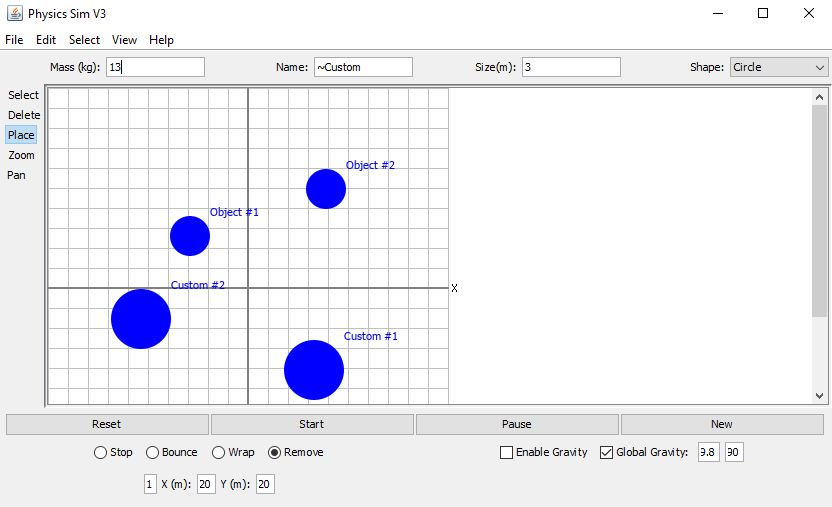 Physics Sim V3
File Edit Select View Help
Mass (kg): 13 Name: ~Custom Size(m): 3 Shape: Circle
Select
Delete
Place
Zoom
Pan
Object #2
Object #1
Custom #2
X
Custom #1
Reset Start Pause New
Stop Bounce Wrap Remove Enable Gravity Global Gravity: 9.8 90
1 X (m): 20 Y (m): 20